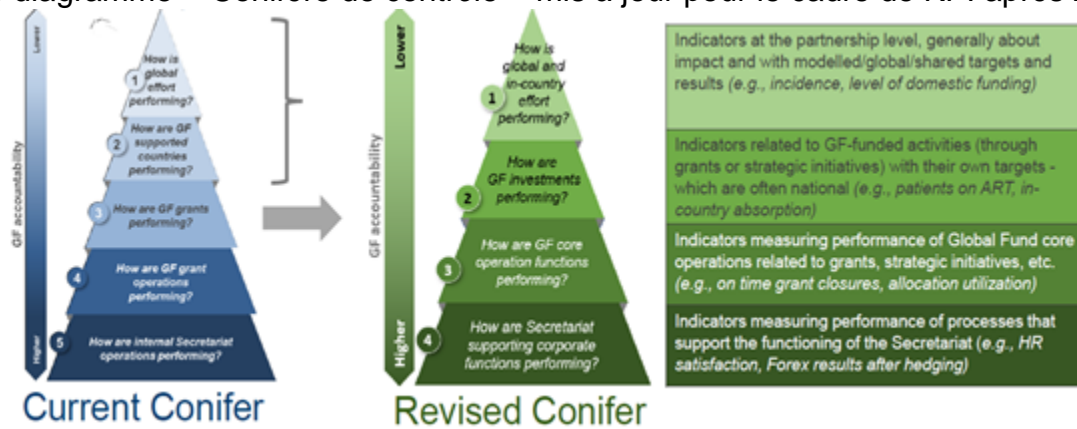 diagramme « Conifère de contrôle » mis à jour pour le cadre de
Lower
GF accountability
Higher
1
How is
global
effort
performing?
2
How are GF
supported
countries
performing?
3
How are GF grants
performing?
4
How are GF grant
operations
performing?
5
How are internal Secretariat
operations performing?
Current Conifer
Lower
GF accountability
Higher
1
How is
global and
in-country
effort
performing?
2
How are
GF investments
performing?
3
How are GF core
operation functions
performing?
4
How are Secretariat
supporting corporate
functions performing?
Revised Conifer
Indicators at the partnership level, generally about
impact and with modelled/global/shared targets and
results (e.g., incidence, level of domestic funding)
Indicators related to GF-funded activities (through
grants or strategic initiatives) with their own targets -
which are often national (e.g., patients on ART, in-
country absorption)
Indicators measuring performance of Global Fund core
operations related to grants, strategic initiatives, etc.
(e.g., on time grant closures, allocation utilization)
Indicators measuring performance of processes that
support the functioning of the Secretariat (e.g., HR
satisfaction, Forex results after hedging)